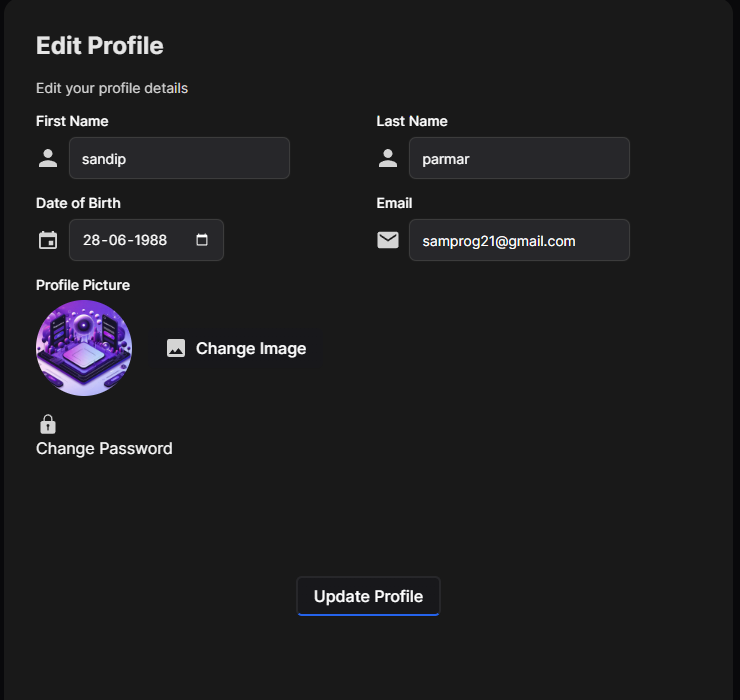 Edit Profile
Edit your profile details
First Name Last Name
sandip parmar
Date of Birth Email
28-06-1988 samprog21@gmail.com
Profile Picture
Change Image
Change Password
Update Profile